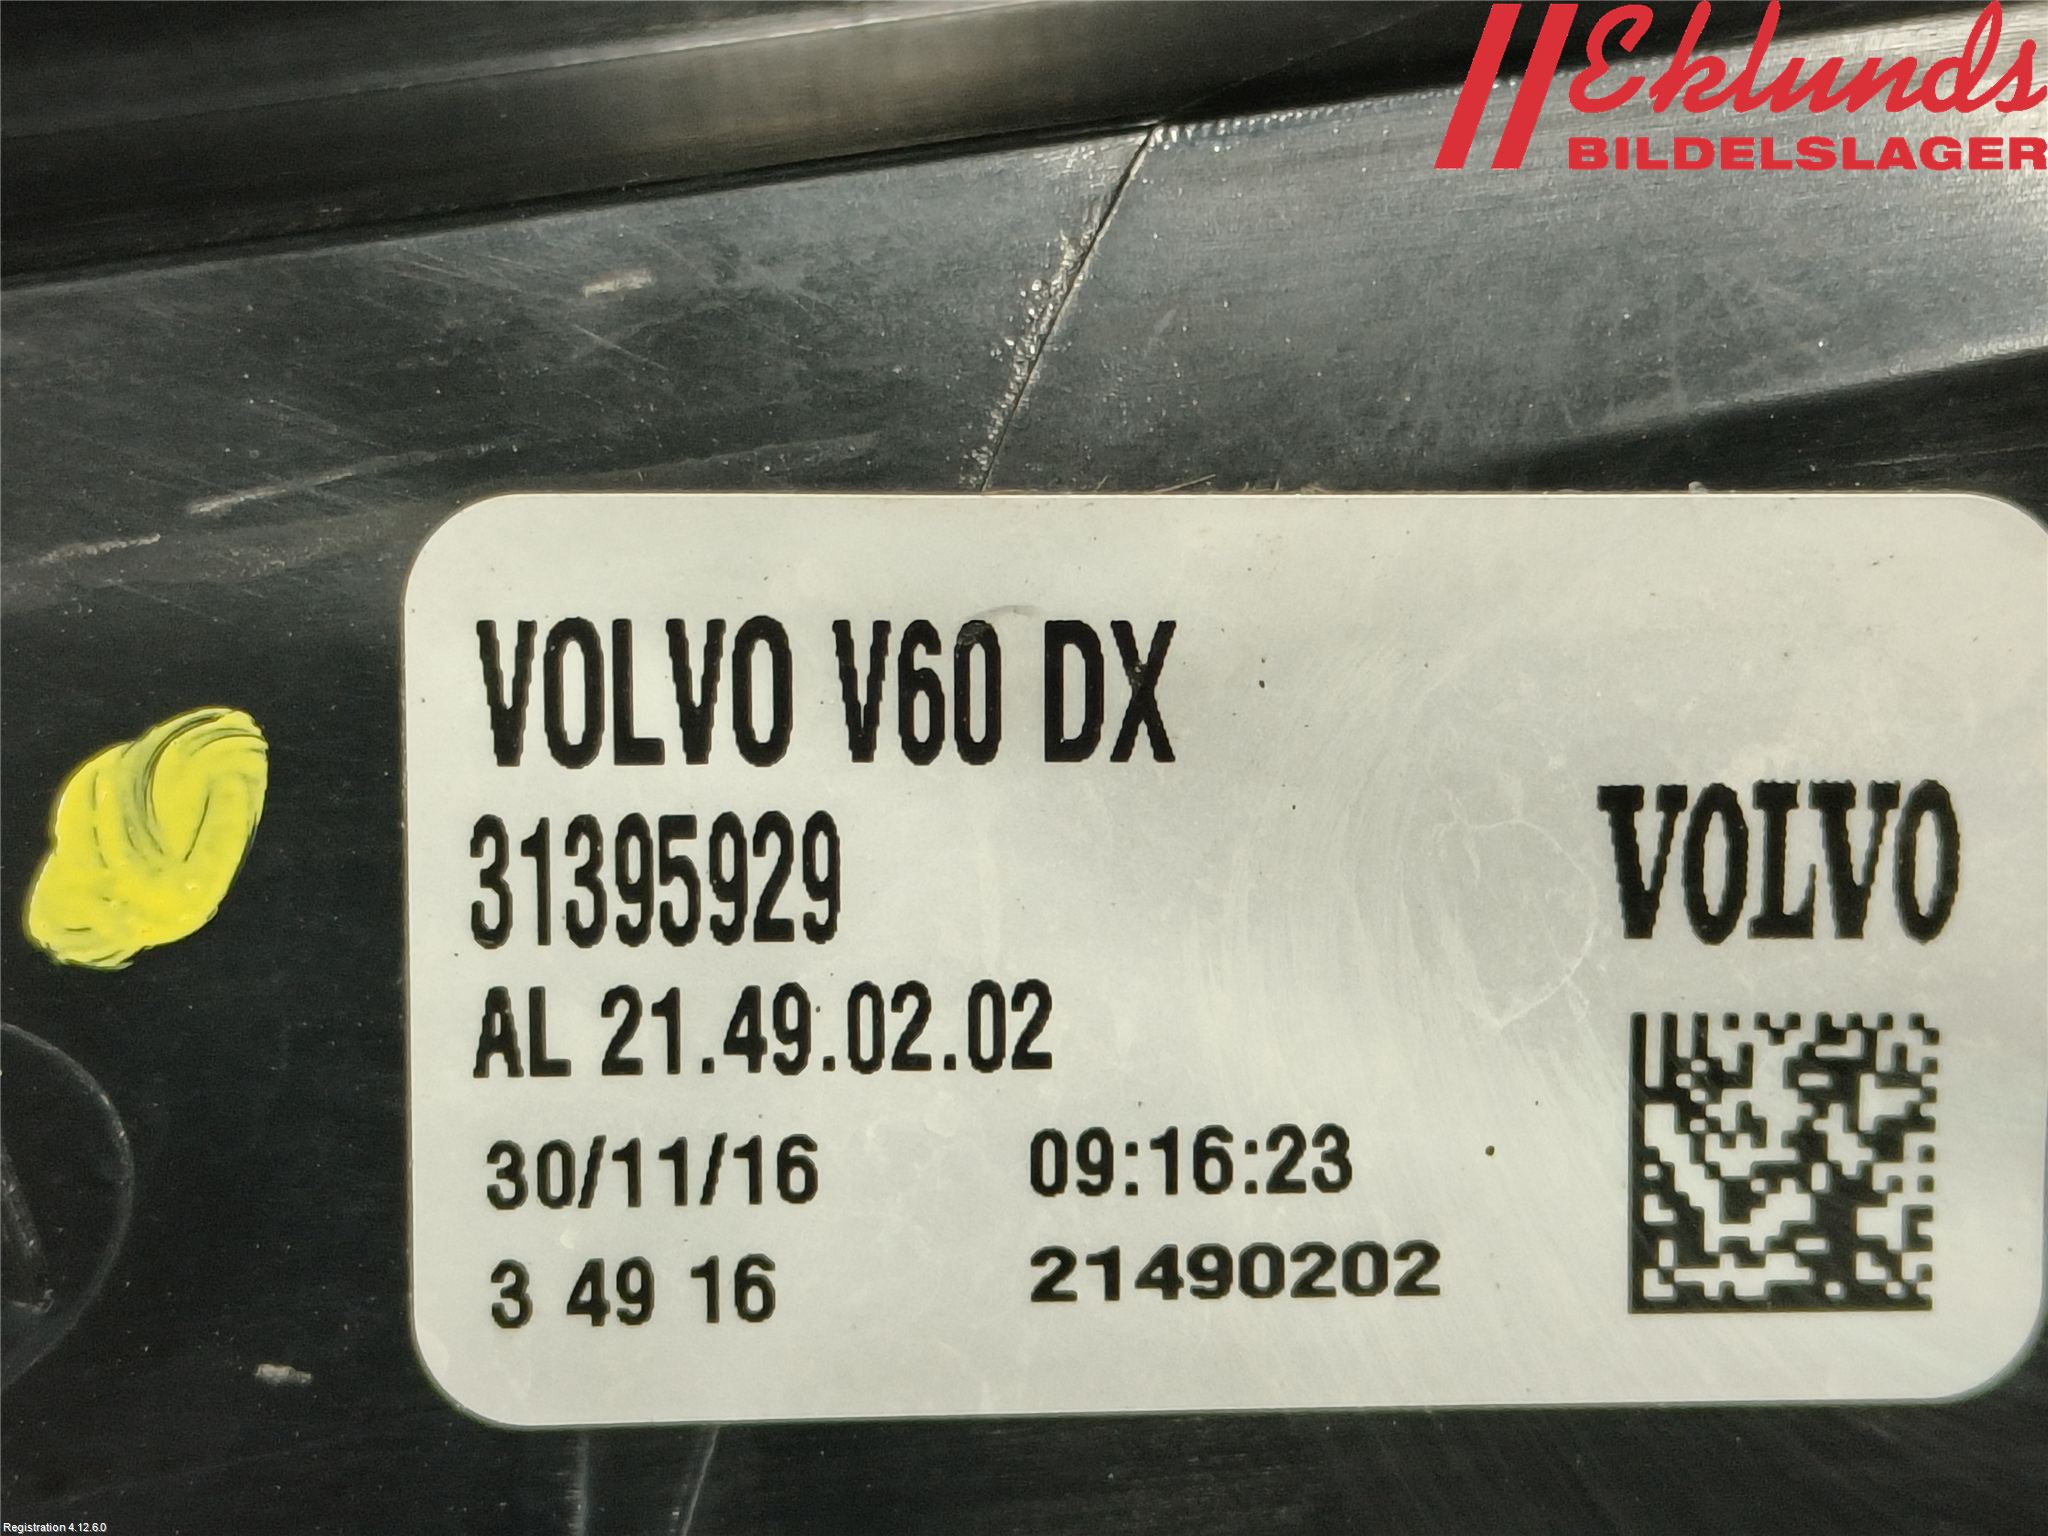 Eklunds
BILDELSLAGER
VOLVO V60 DX
31395929
VOLVO
AL 21.49.02.02
30/11/16 09:16:23
3 49 16 21490202
Registration 4.12.6.0